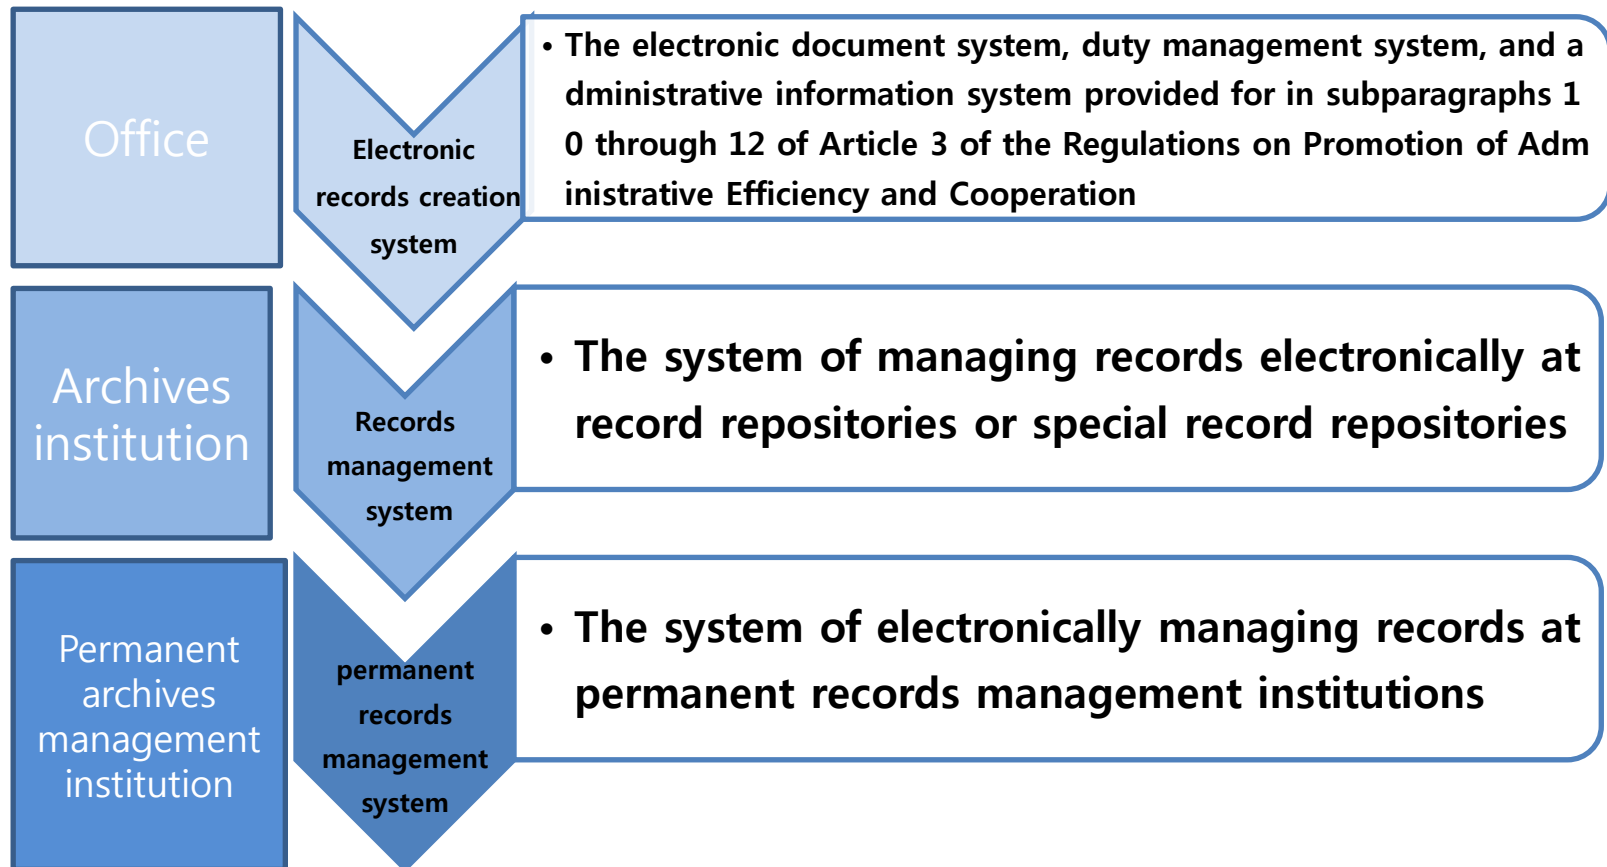 Office
Electronic
records creation
system
• The electronic document system, duty management system, and a
dministrative information system provided for in subparagraphs 1
0 through 12 of Article 3 of the Regulations on Promotion of Adm
inistrative Efficiency and Cooperation
Archives
institution
Records
management
system
• The system of managing records electronically at
record repositories or special record repositories
Permanent
archives
management
institution
permanent
records
management
system
• The system of electronically managing records at
permanent records management institutions